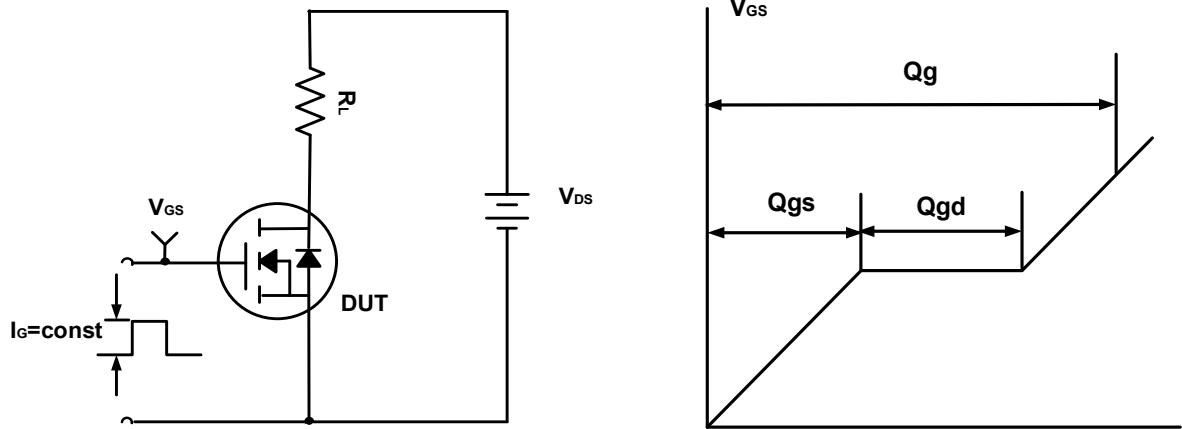 RL
VDS
VGS
DUT
IG=const
VGS
Qg
Qgs
Qgd